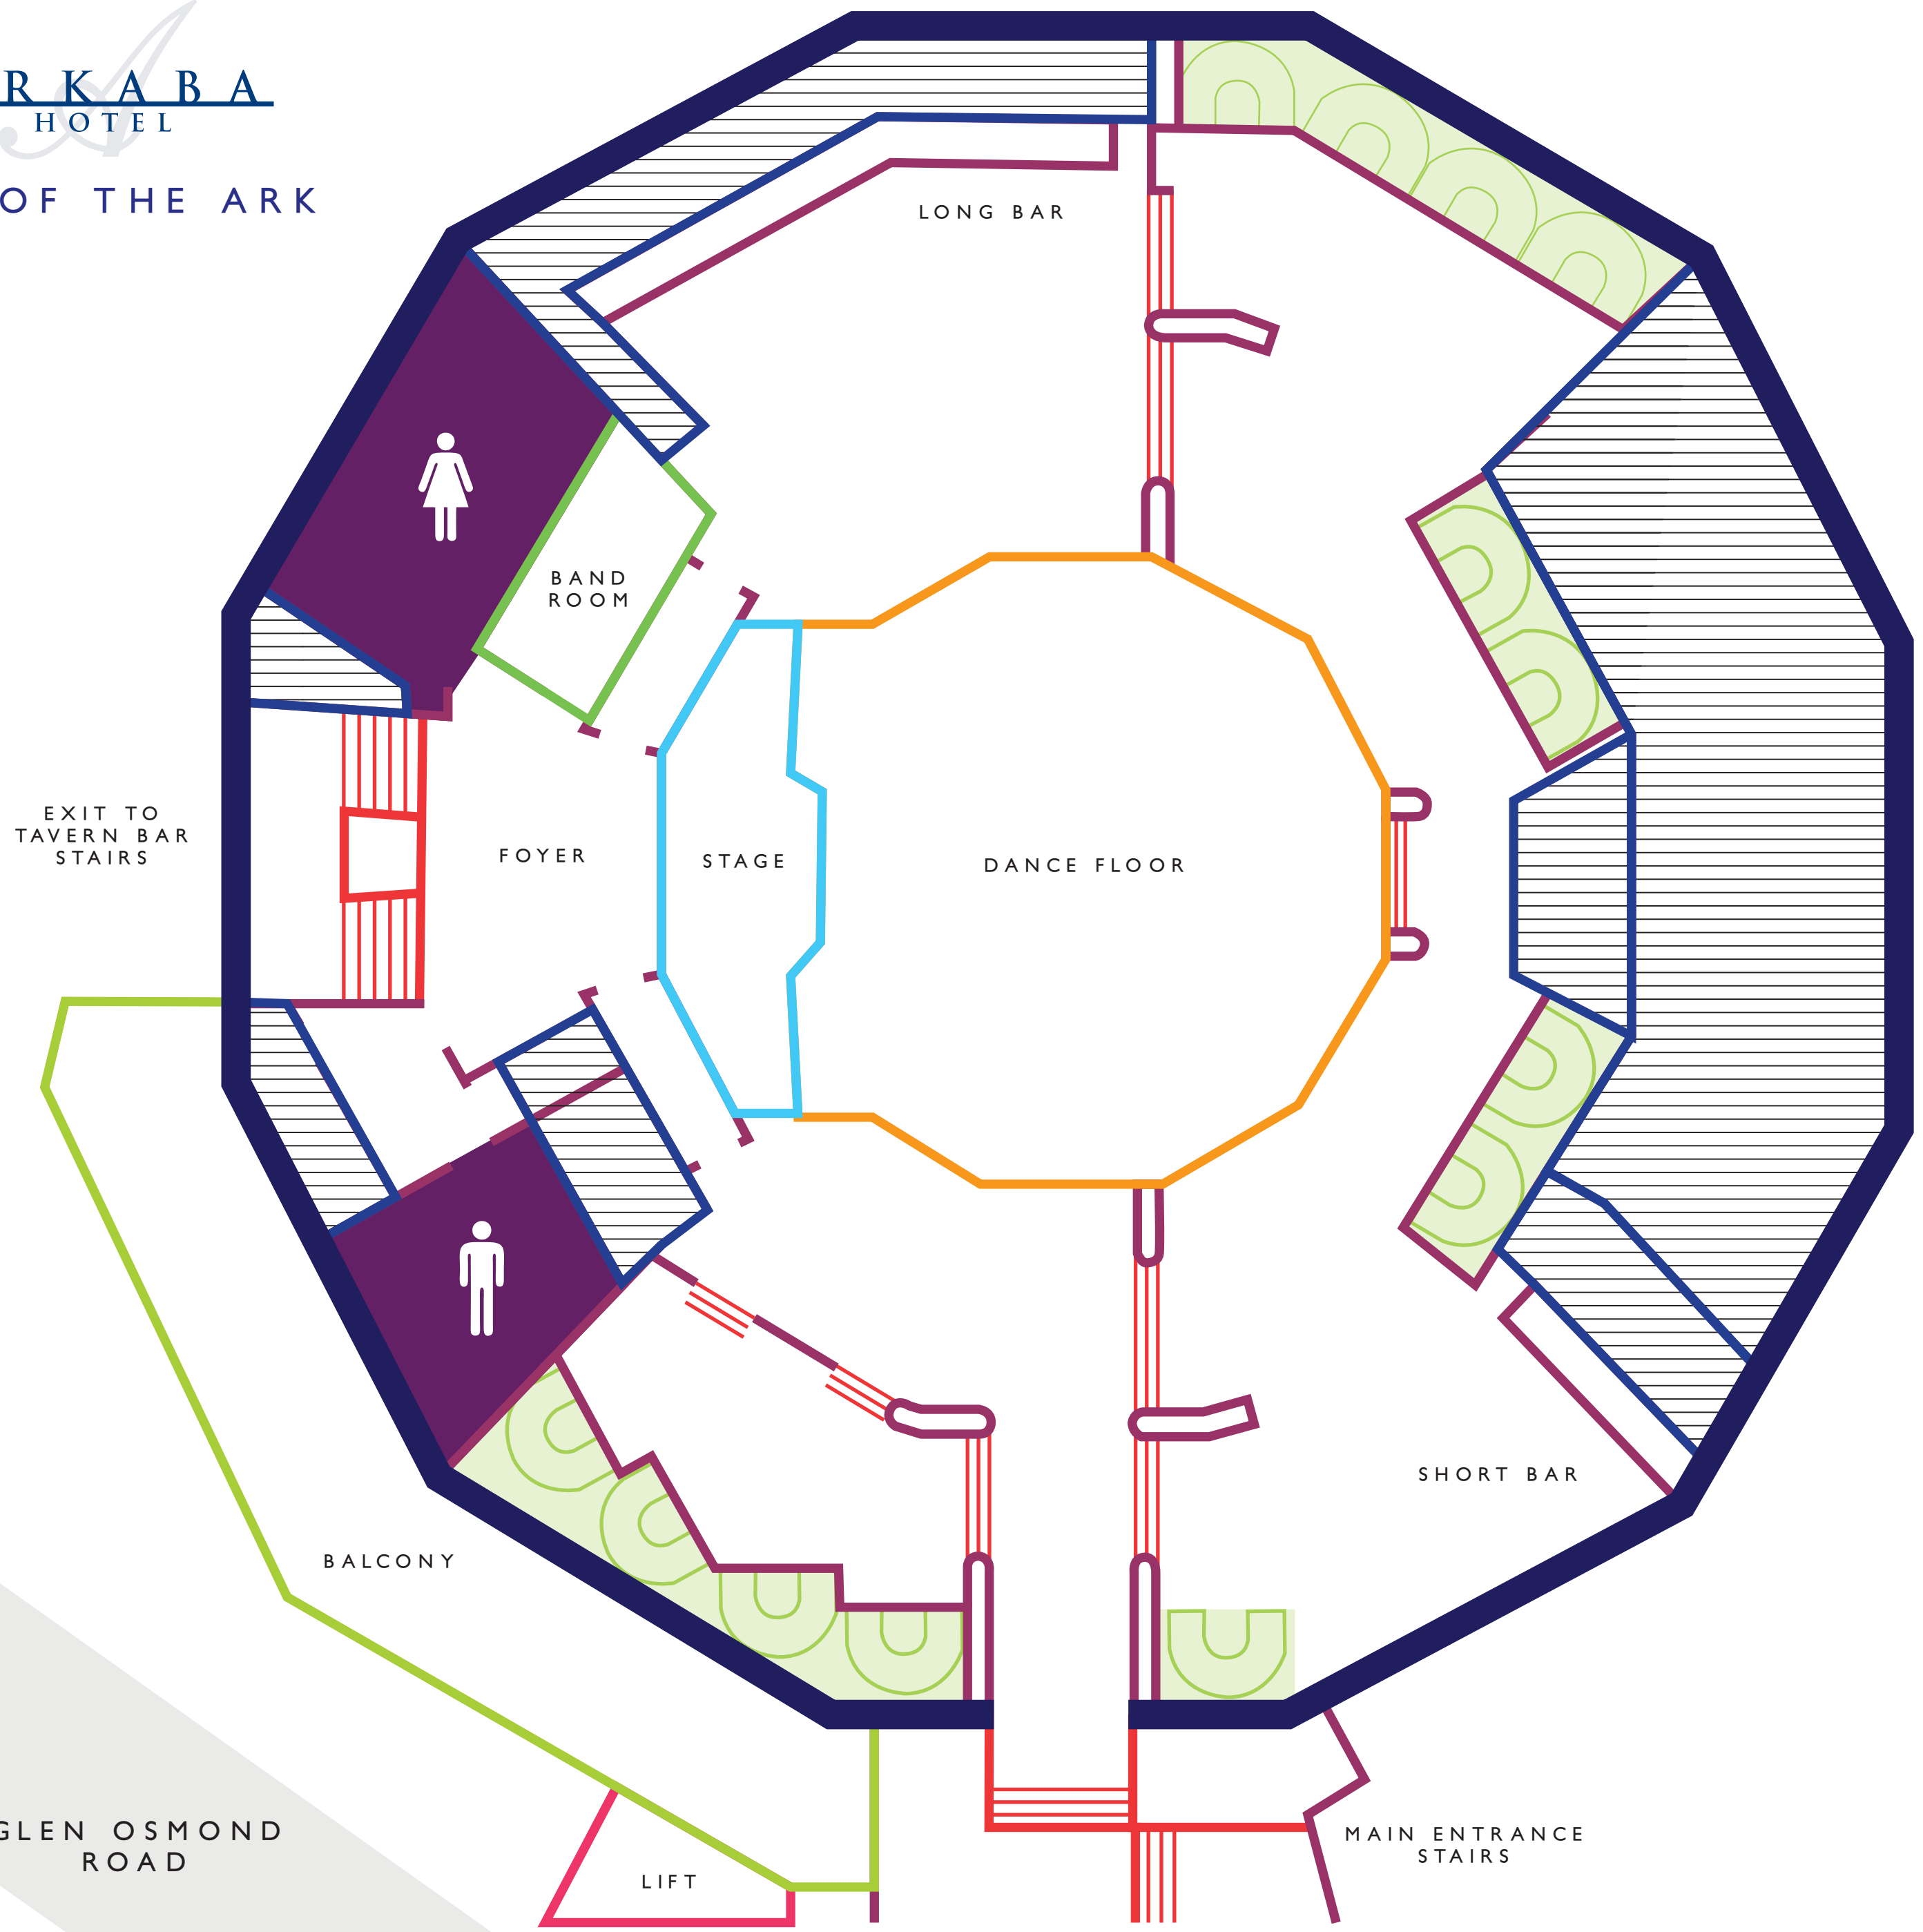 RKABA
HOTEL
OF THE ARK
LONG BAR
BAND
ROOM
EXIT TO
TAVERN BAR
STAIRS
FOYER
STAGE
DANCE FLOOR
SHORT BAR
BALCONY
GLEN OSMOND
ROAD
LIFT
MAIN ENTRANCE
STAIRS